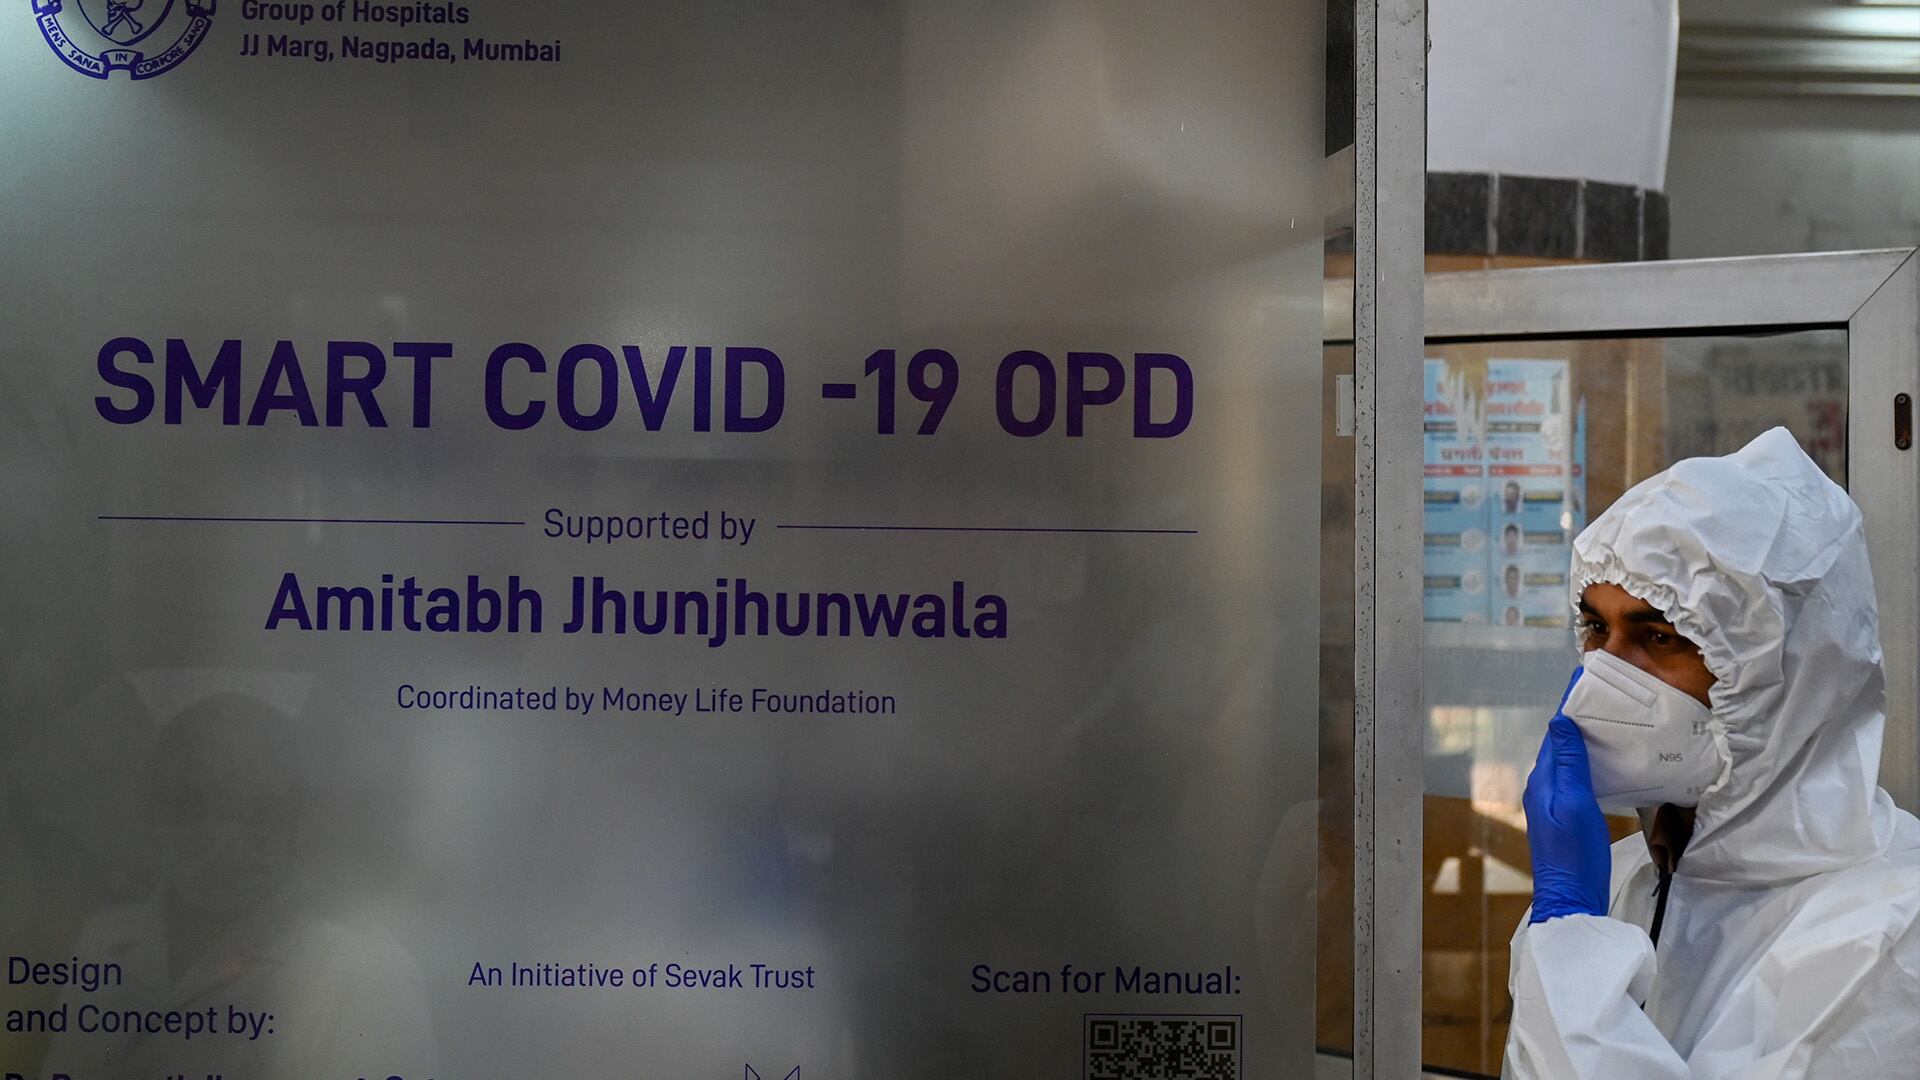 MENS SANA IN CORPORE SANO
Group of Hospitals
JJ Marg, Nagpada, Mumbai
SMART COVID -19 OPD
Supported by
Amitabh Jhunjhunwala
Coordinated by Money Life Foundation
Design
and Concept by:
An Initiative of Sevak Trust
Scan for Manual:
N95